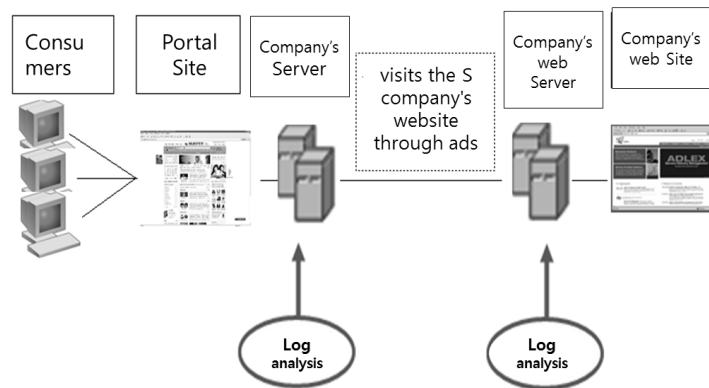 Consu
mers
Portal
Site
Company's
Server
visits the S
company's
website
through ads
Company's
web
Server
Company's
web Site
ADLEX
Log
analysis
Log
analysis